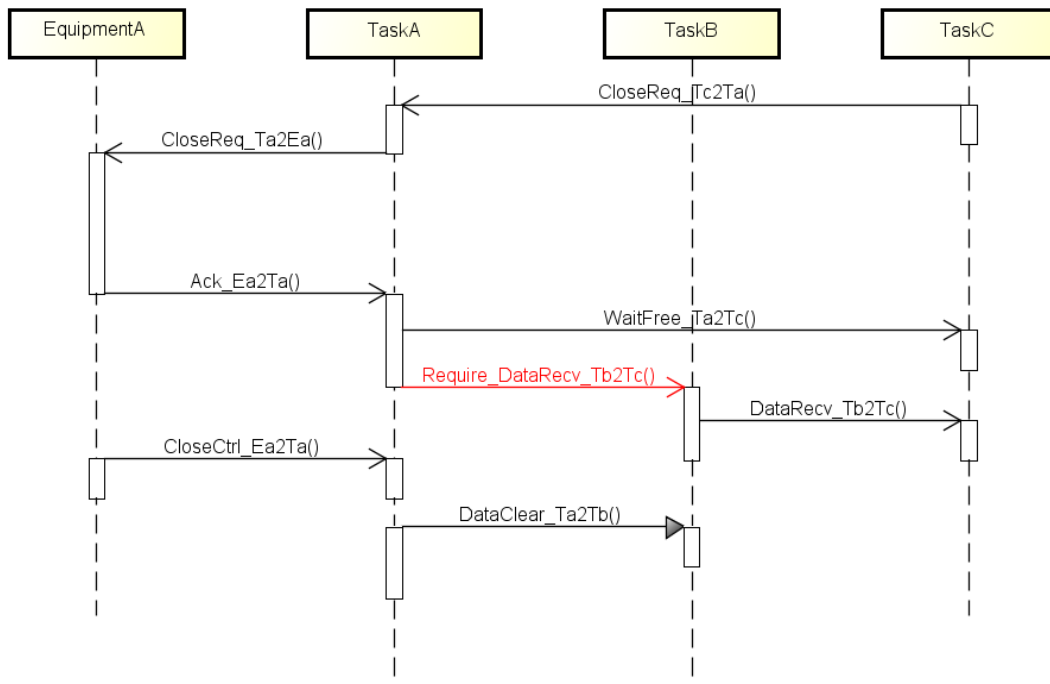 EquipmentA
TaskA
TaskB
TaskC
CloseReq_Tc2Ta()
CloseReq_Ta2Ea()
Ack_Ea2Ta()
WaitFree_Ta2Tc()
Require_DataRecv_Tb2Tc()
DataRecv_Tb2Tc()
CloseCtrl_Ea2Ta()
DataClear_Ta2Tb()